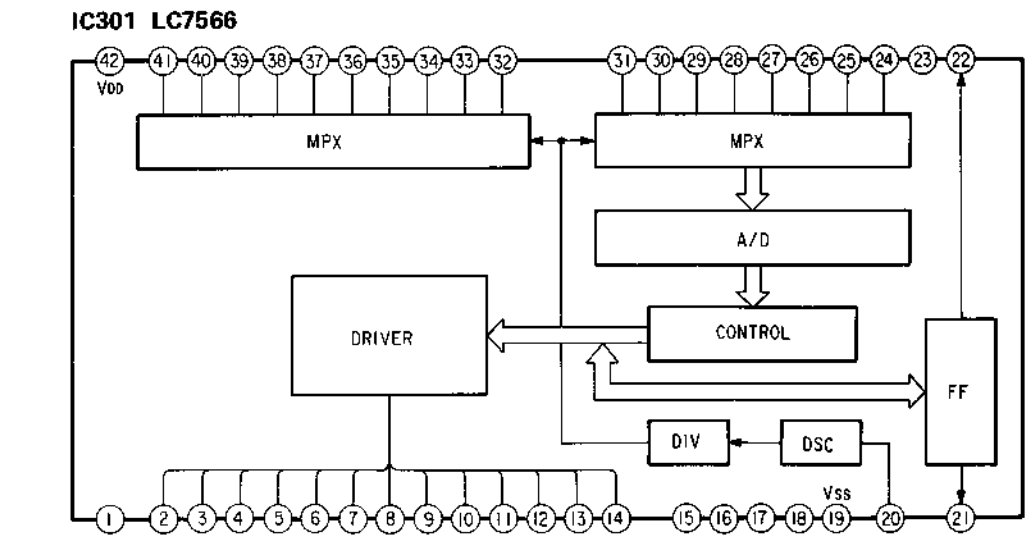 IC301 LC7566
42 41 40 39 38 37 36 35 34 33 32 31 30 29 28 27 26 25 24 23 22
VDD
MPX MPX
A/D
DRIVER CONTROL
FF
DIV DSC
VSS
1 2 3 4 5 6 7 8 9 10 11 12 13 14 15 16 17 18 19 20 21